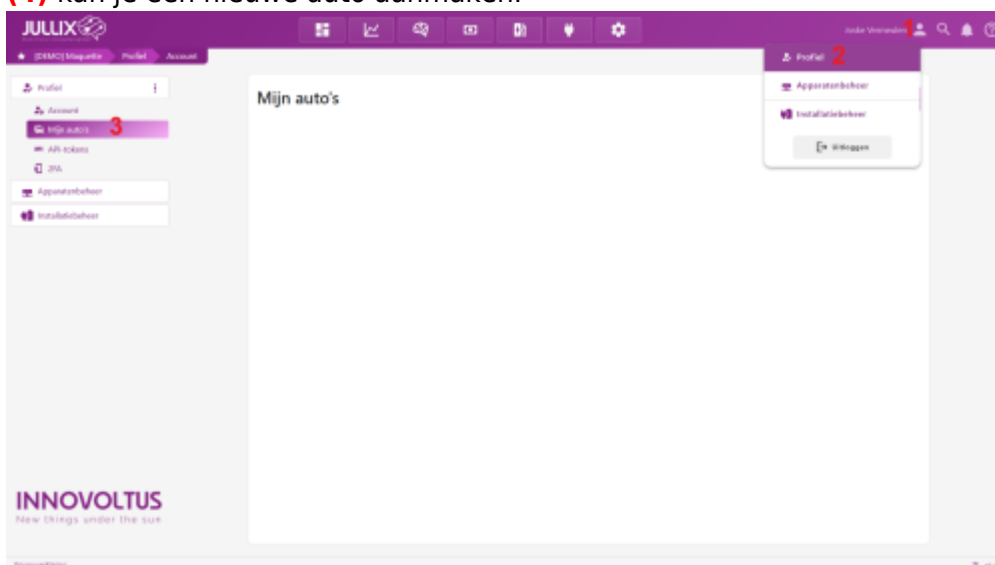 (4) kan je een nieuwe auto aanmaken.
JULLIX
1
[DEMO] Maquette Profiel Account
Profiel 2
Profiel
Apparatenbeheer
Mijn auto's
Account
Installatiebeheer
Mijn auto's 3
API-tokens
Uitloggen
2FA
Apparatenbeheer
Installatiebeheer
INNOVOLTUS
New things under the sun